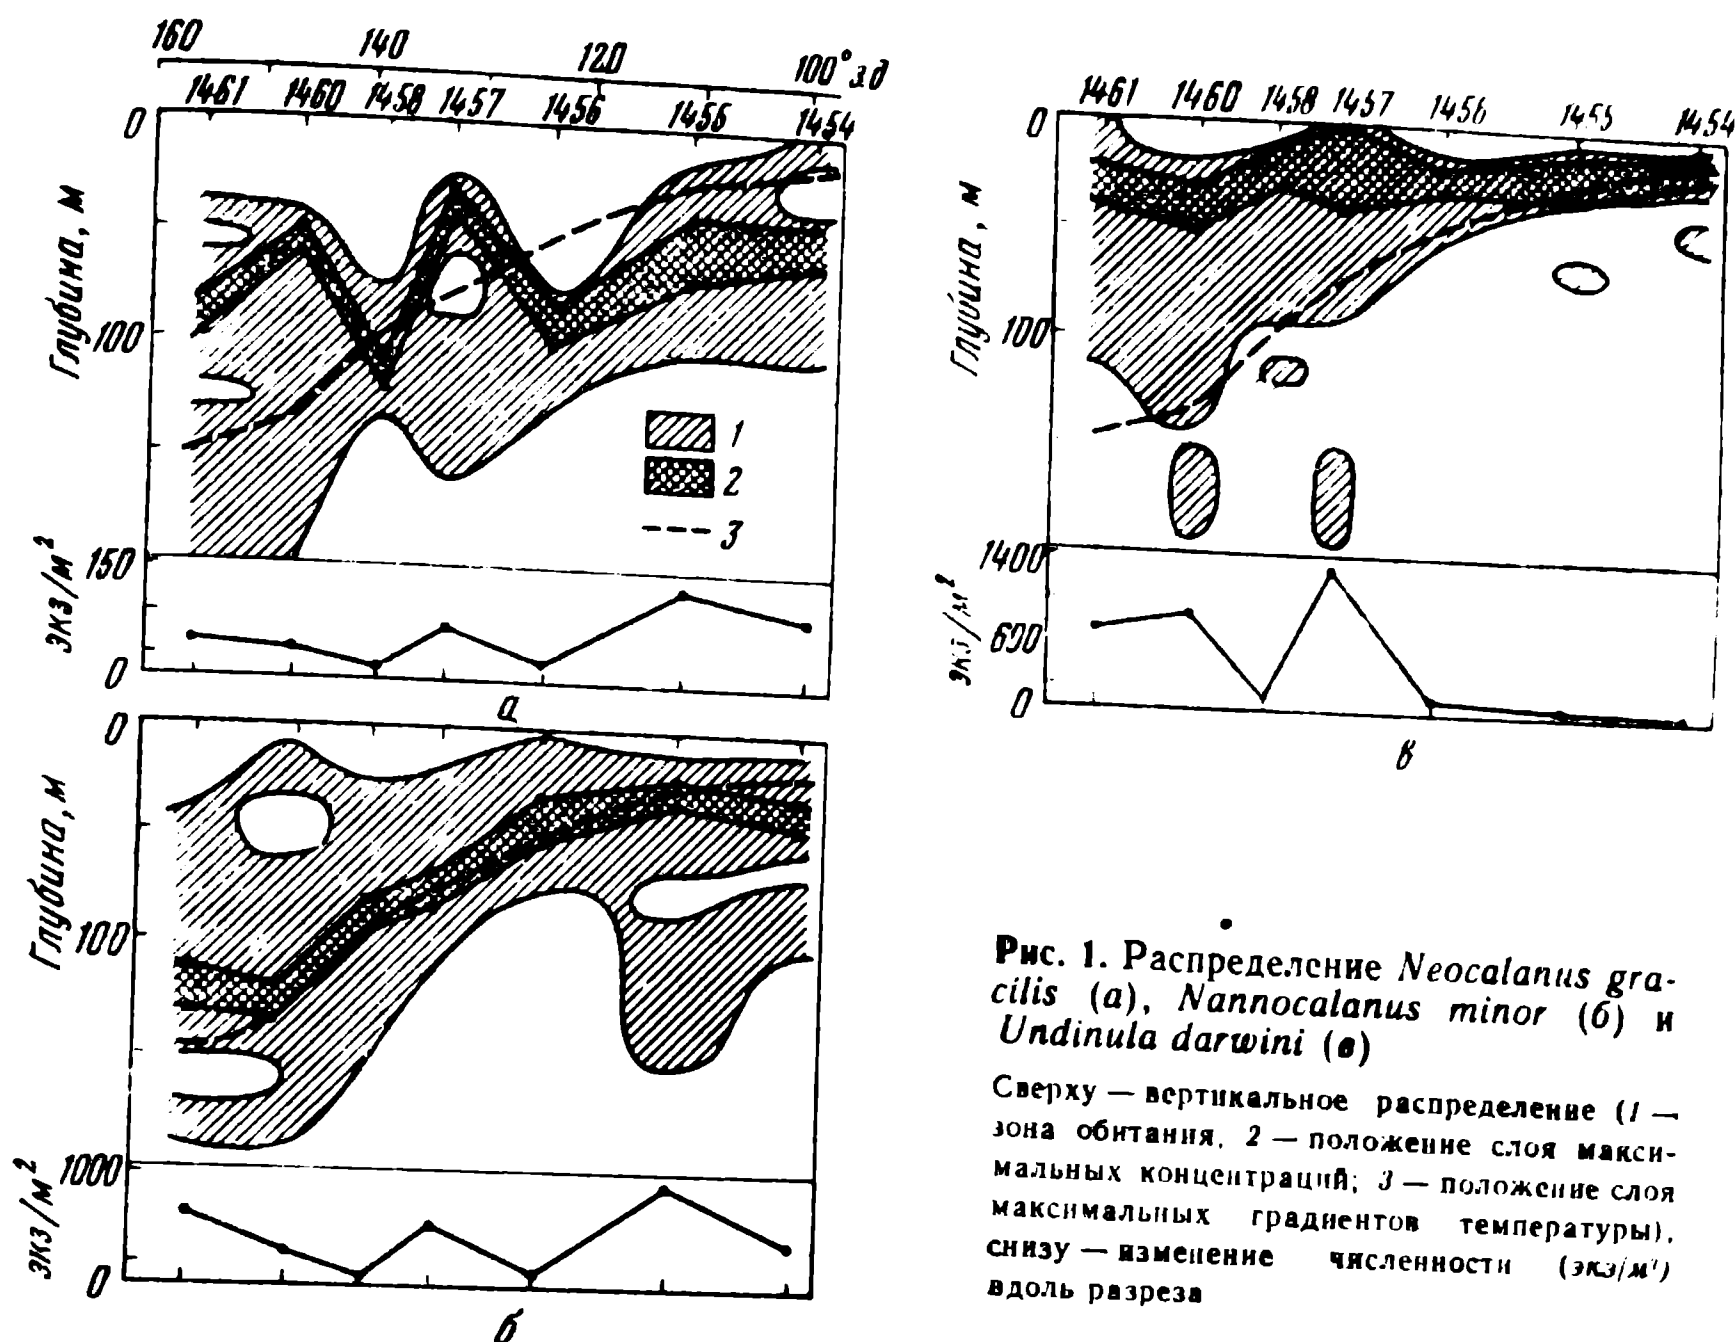 160 140 120 100° з.д
1461 1460 1458 1457 1456 1455 1454
0
100
Глубина, м
1
2
3
150
0
экз/м²
а
0
100
Глубина, м
1000
0
экз/м²
б
1461 1460 1458 1457 1456 1455 1454
0
100
Глубина, м
1400
600
0
экз/м²
в
Рис. 1. Распределение Neocalanus gra-
cilis (а), Nannocalanus minor (б) и
Undinula darwini (в)
Сверху — вертикальное распределение (1 —
зона обитания, 2 — положение слоя макси-
мальных концентраций; 3 — положение слоя
максимальных градиентов температуры),
снизу — изменение численности (экз/м²)
вдоль разреза